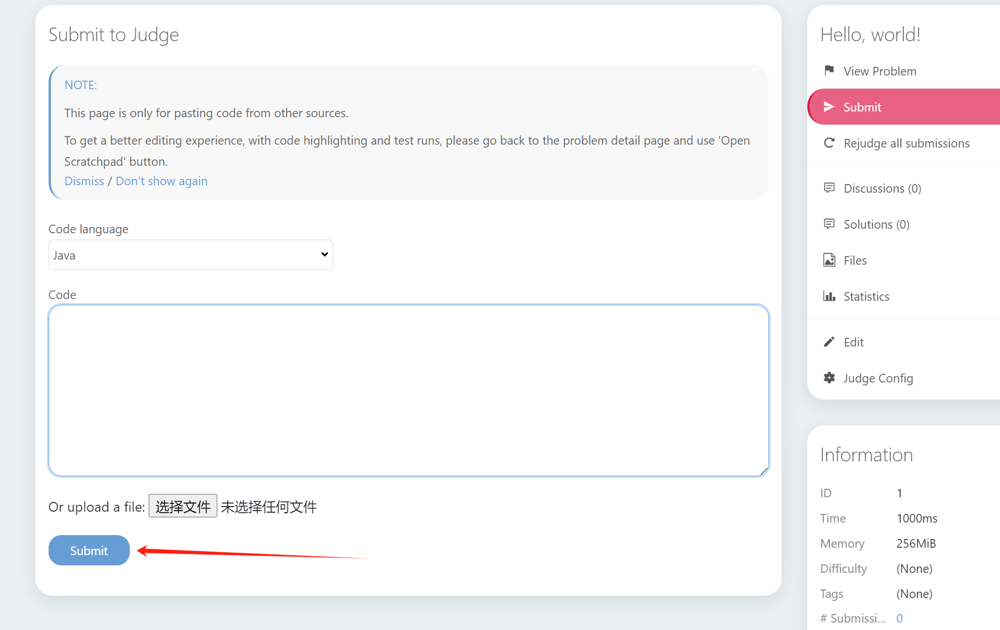 Submit to Judge
NOTE:
This page is only for pasting code from other sources.
To get a better editing experience, with code highlighting and test runs, please go back to the problem detail page and use 'Open
Scratchpad' button.
Dismiss / Don't show again
Code language
Java
Code
Or upload a file: 选择文件 未选择任何文件
Submit
Hello, world!
View Problem
Submit
Rejudge all submissions
Discussions (0)
Solutions (0)
Files
Statistics
Edit
Judge Config
Information
ID 1
Time 1000ms
Memory 256MiB
Difficulty (None)
Tags (None)
# Submissi... 0